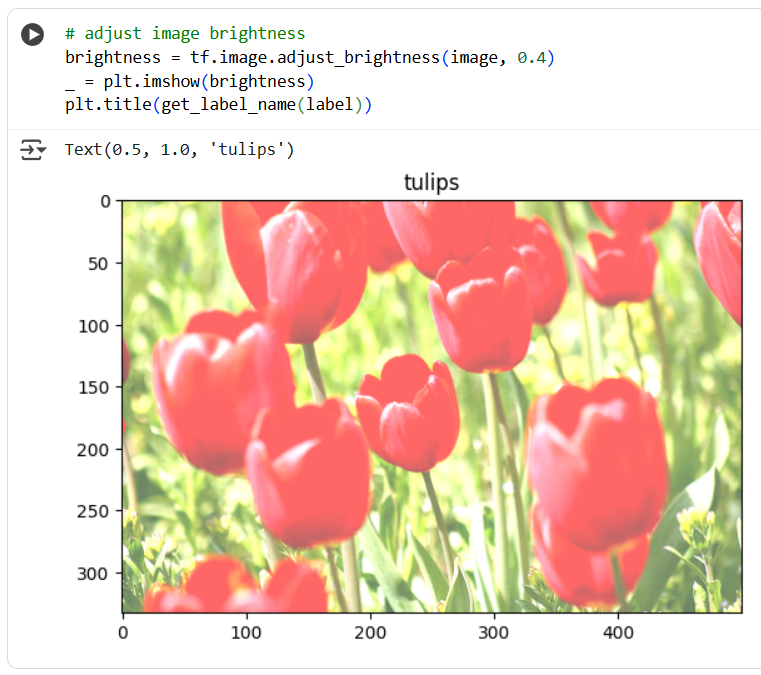 # adjust image brightness
brightness = tf.image.adjust_brightness(image, 0.4)
_ = plt.imshow(brightness)
plt.title(get_label_name(label))
Text(0.5, 1.0, 'tulips')
tulips
0
50
100
150
200
250
300
0 100 200 300 400